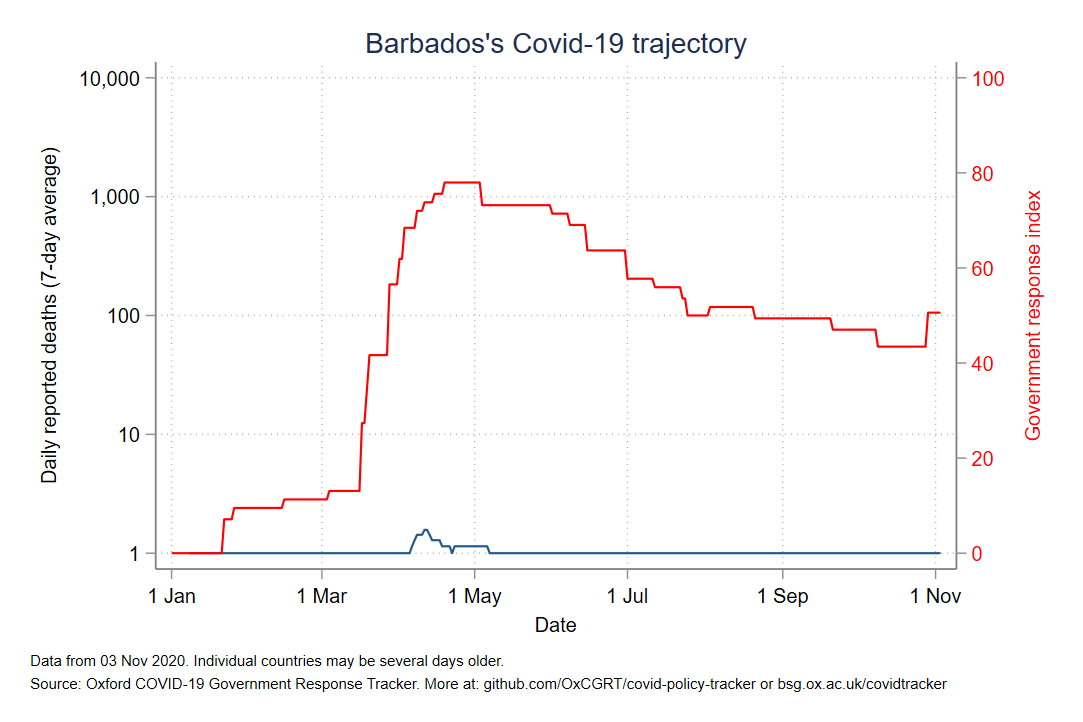 Barbados's Covid-19 trajectory
10,000
1,000
100
10
1
Daily reported deaths (7-day average)
100
80
60
40
20
0
Government response index
1 Jan
1 Mar
1 May
1 Jul
1 Sep
1 Nov
Date
Data from 03 Nov 2020. Individual countries may be several days older.
Source: Oxford COVID-19 Government Response Tracker. More at: github.com/OxCGRT/covid-policy-tracker or bsg.ox.ac.uk/covidtracker